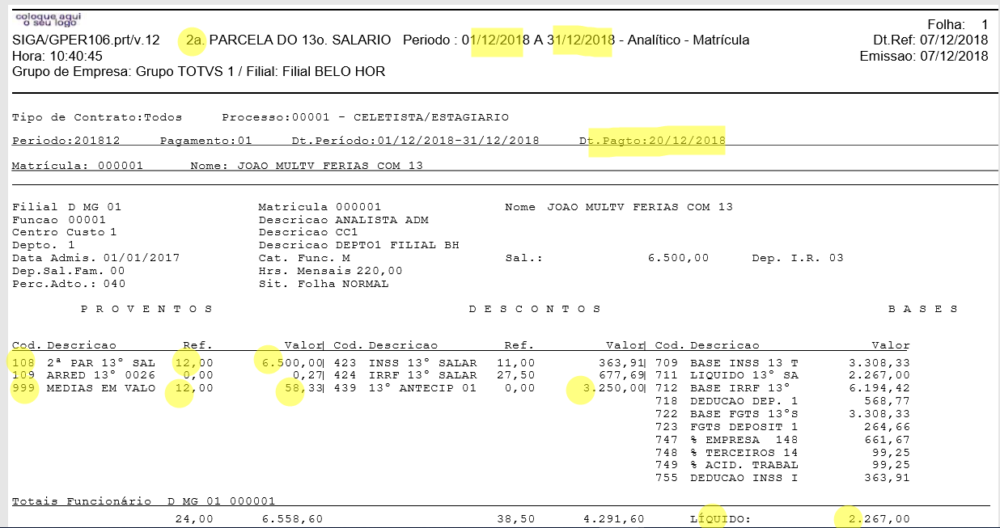 coloque aqui
o seu logo
Folha: 1
SIGA/GPER106.prt/v.12 2a. PARCELA DO 13o. SALARIO Periodo : 01/12/2018 A 31/12/2018 - Analítico - Matrícula Dt.Ref: 07/12/2018
Hora: 10:40:45 Emissao: 07/12/2018
Grupo de Empresa: Grupo TOTVS 1 / Filial: Filial BELO HOR
Tipo de Contrato:Todos Processo:00001 - CELETISTA/ESTAGIARIO
Periodo:201812 Pagamento:01 Dt.Período:01/12/2018-31/12/2018 Dt.Pagto:20/12/2018
Matrícula: 000001 Nome: JOAO MULTV FERIAS COM 13
Filial D MG 01 Matricula 000001 Nome JOAO MULTV FERIAS COM 13
Funcao 00001 Descricao ANALISTA ADM
Centro Custo 1 Descricao CC1
Depto. 1 Descricao DEPTO1 FILIAL BH
Data Admis. 01/01/2017 Cat. Func. M Sal.: 6.500,00 Dep. I.R. 03
Dep.Sal.Fam. 00 Hrs. Mensais 220,00
Perc.Adto.: 040 Sit. Folha NORMAL
P R O V E N T O S D E S C O N T O S B A S E S
Cod. Descricao Ref. Valor| Cod. Descricao Ref. Valor| Cod. Descricao Valor
108 2ª PAR 13° SAL 12,00 6.500,00| 423 INSS 13° SALAR 11,00 363,91| 709 BASE INSS 13 T 3.308,33
109 ARRED 13° 0026 0,00 0,27| 424 IRRF 13° SALAR 27,50 677,69| 711 LIQUIDO 13° SA 2.267,00
999 MEDIAS EM VALO 12,00 58,33| 439 13° ANTECIP 01 0,00 3.250,00| 712 BASE IRRF 13° 6.194,42
718 DEDUCAO DEP. 1 568,77
722 BASE FGTS 13°S 3.308,33
723 FGTS DEPOSIT 1 264,66
747 % EMPRESA 148 661,67
748 % TERCEIROS 14 99,25
749 % ACID. TRABAL 99,25
755 DEDUCAO INSS I 363,91
Totais Funcionário D MG 01 000001
24,00 6.558,60 38,50 4.291,60 LÍQUIDO: 2.267,00